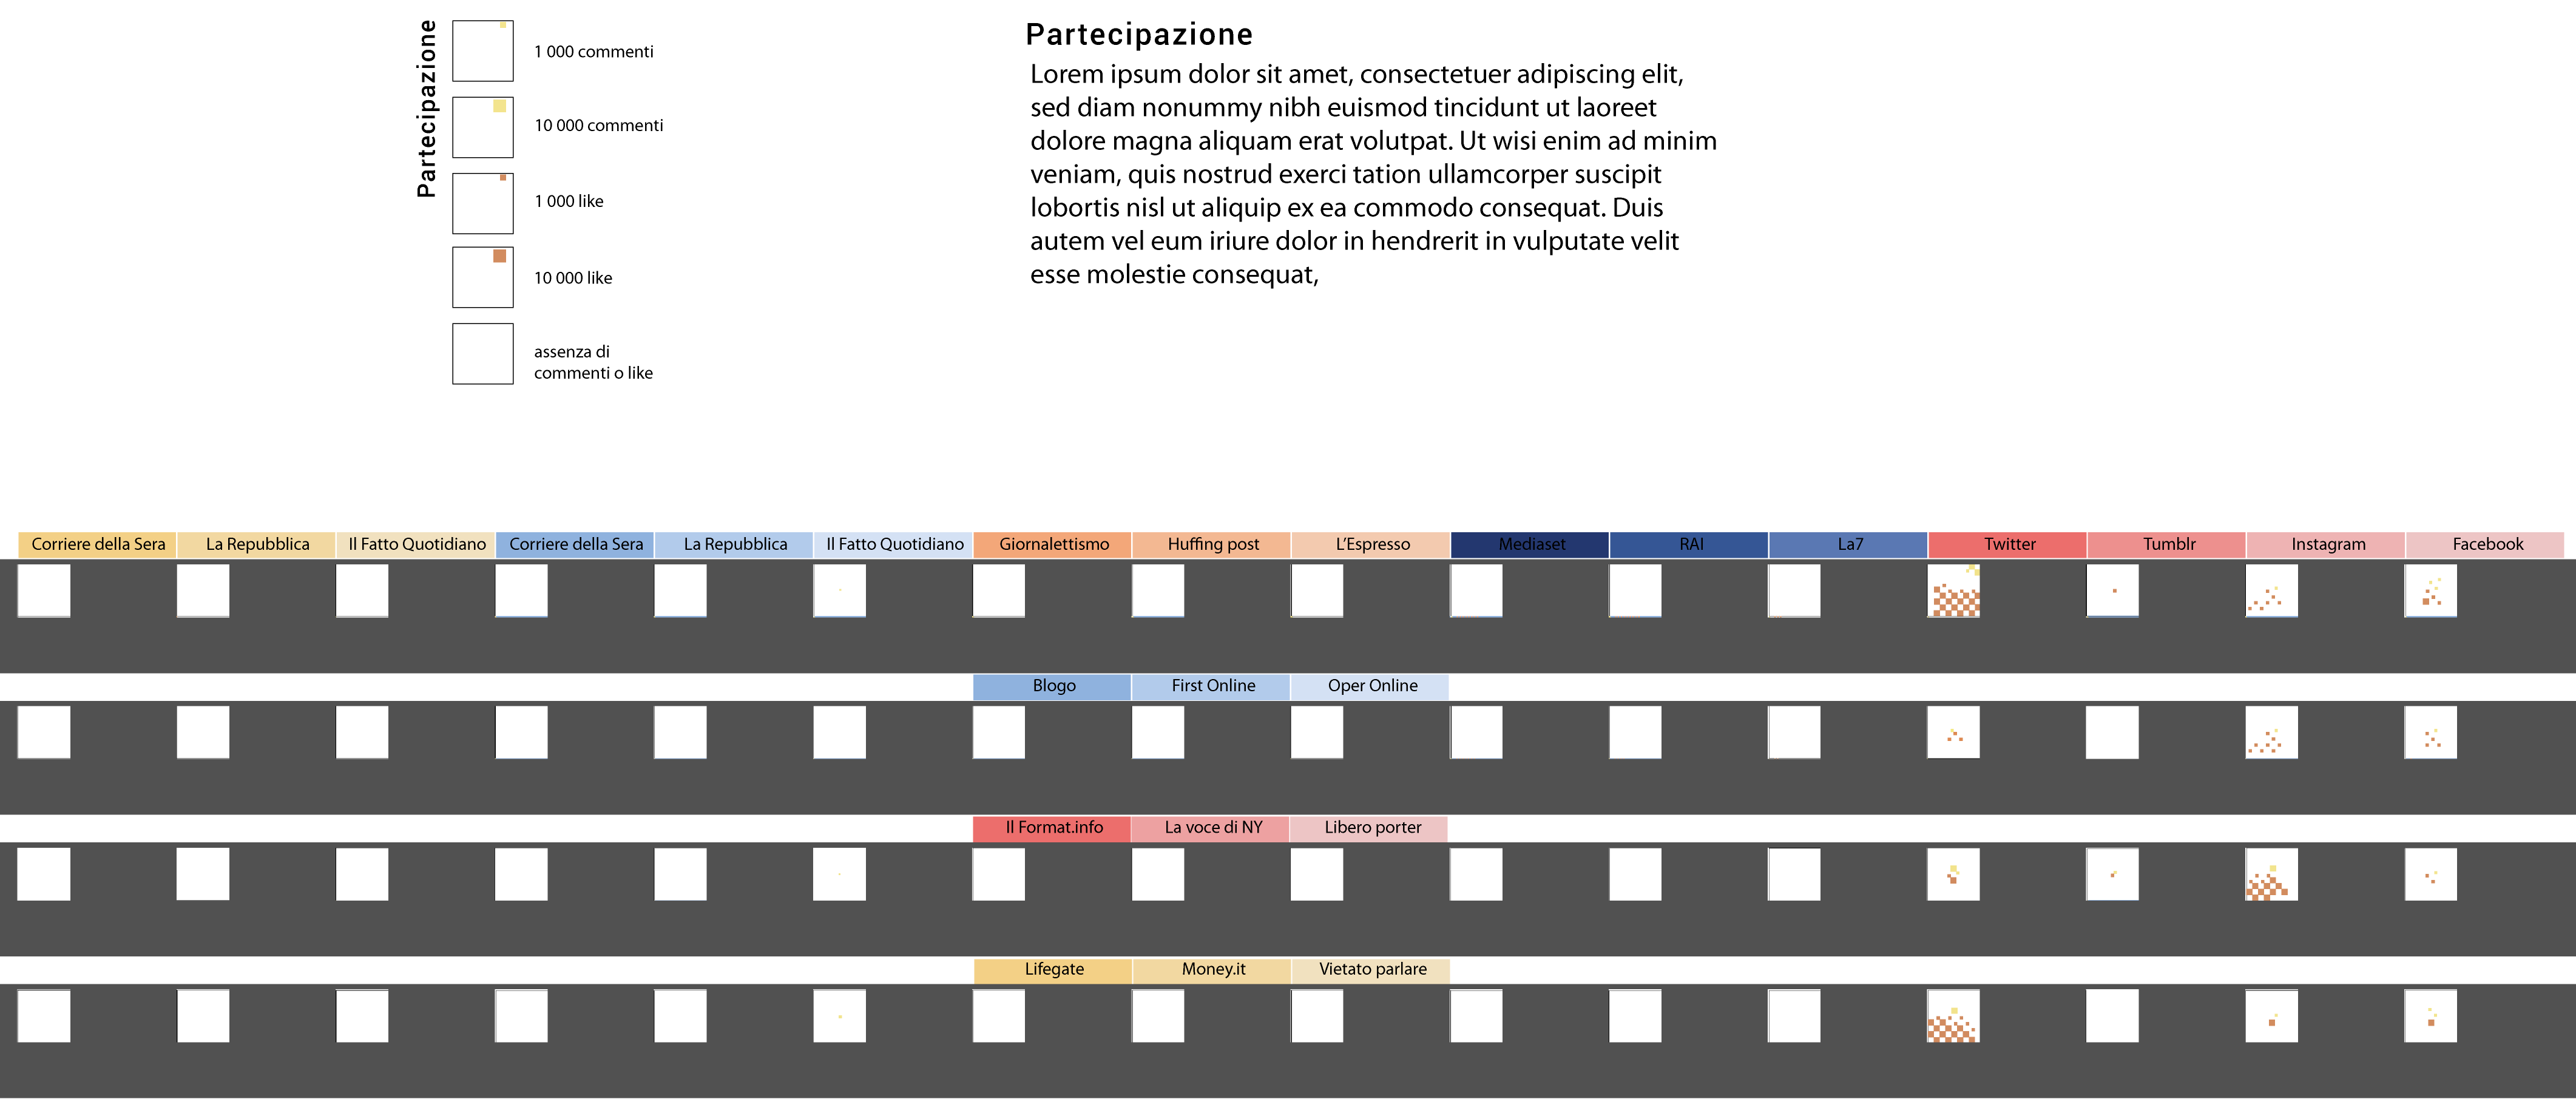 Partecipazione
1 000 commenti
10 000 commenti
1 000 like
10 000 like
assenza di
commenti o like
Partecipazione
Lorem ipsum dolor sit amet, consectetuer adipiscing elit,
sed diam nonummy nibh euismod tincidunt ut laoreet
dolore magna aliquam erat volutpat. Ut wisi enim ad minim
veniam, quis nostrud exerci tation ullamcorper suscipit
lobortis nisl ut aliquip ex ea commodo consequat. Duis
autem vel eum iriure dolor in hendrerit in vulputate velit
esse molestie consequat,
Corriere della Sera La Repubblica Il Fatto Quotidiano Corriere della Sera La Repubblica Il Fatto Quotidiano Giornalettismo Huffing post L'Espresso Mediaset RAI La7 Twitter Tumblr Instagram Facebook
Blogo First Online Oper Online
Il Format.info La voce di NY Libero porter
Lifegate Money.it Vietato parlare